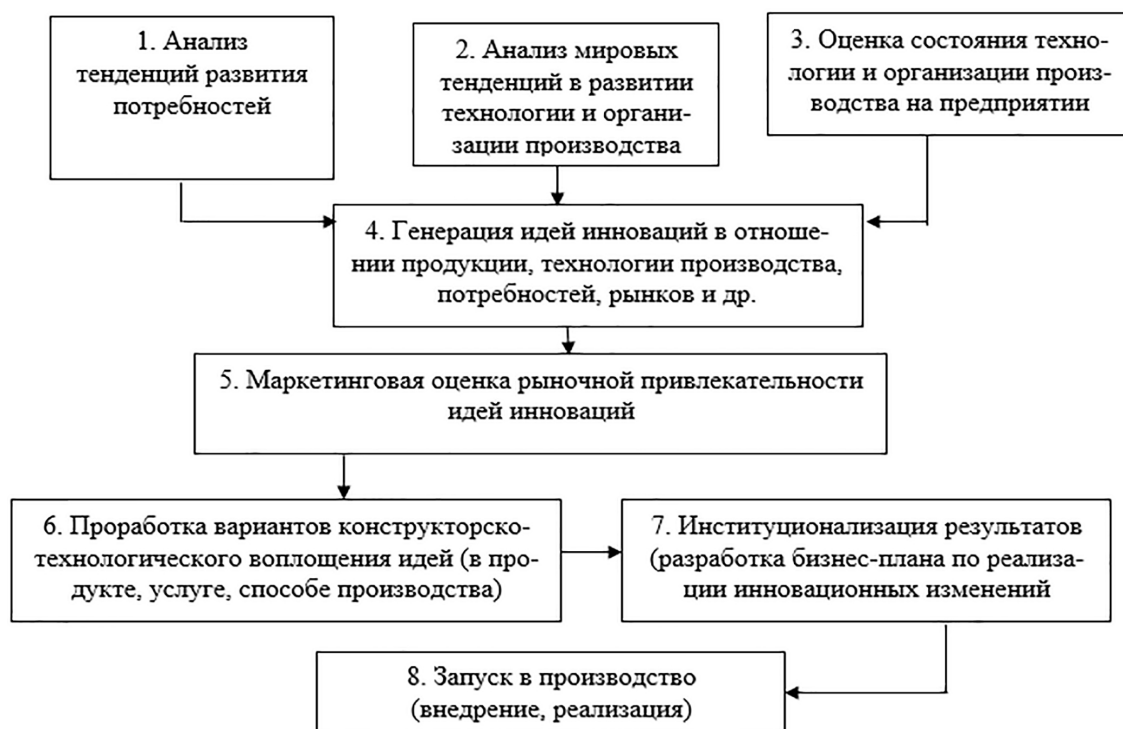 1. Анализ
тенденций развития
потребностей
2. Анализ мировых
тенденций в развитии
технологии и органи-
зации производства
3. Оценка состояния техно-
логии и организации произ-
водства на предприятии
4. Генерация идей инноваций в отноше-
нии продукции, технологии производства,
потребностей, рынков и др.
5. Маркетинговая оценка рыночной привлекательности
идей инноваций
6. Проработка вариантов конструкторско-
технологического воплощения идей (в про-
дукте, услуге, способе производства)
7. Институционализация результатов
(разработка бизнес-плана по реализа-
ции инновационных изменений
8. Запуск в производство
(внедрение, реализация)